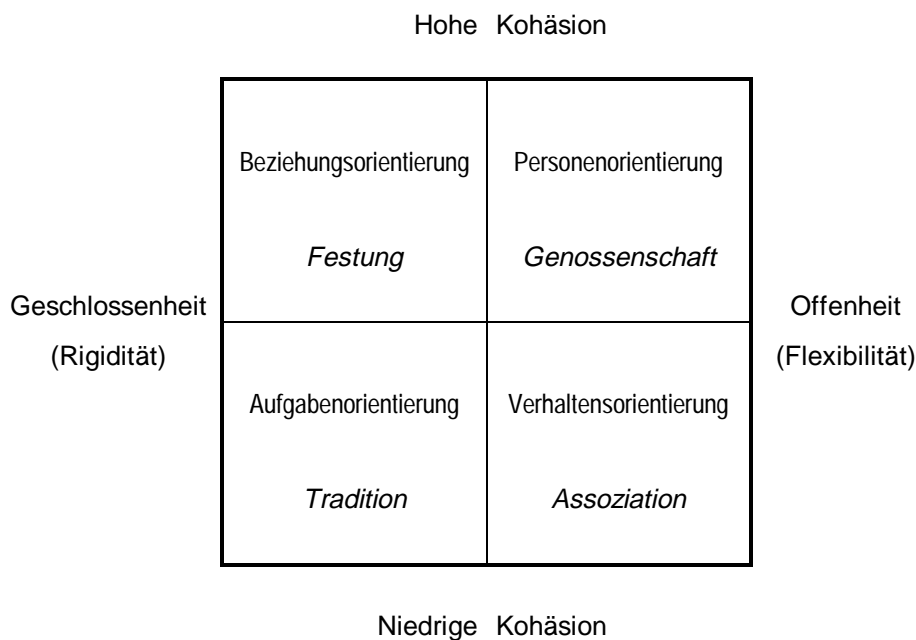 Hohe Kohäsion
Beziehungsorientierung
Personenorientierung
Festung
Genossenschaft
Geschlossenheit
(Rigidität)
Offenheit
(Flexibilität)
Aufgabenorientierung
Verhaltensorientierung
Tradition
Assoziation
Niedrige Kohäsion